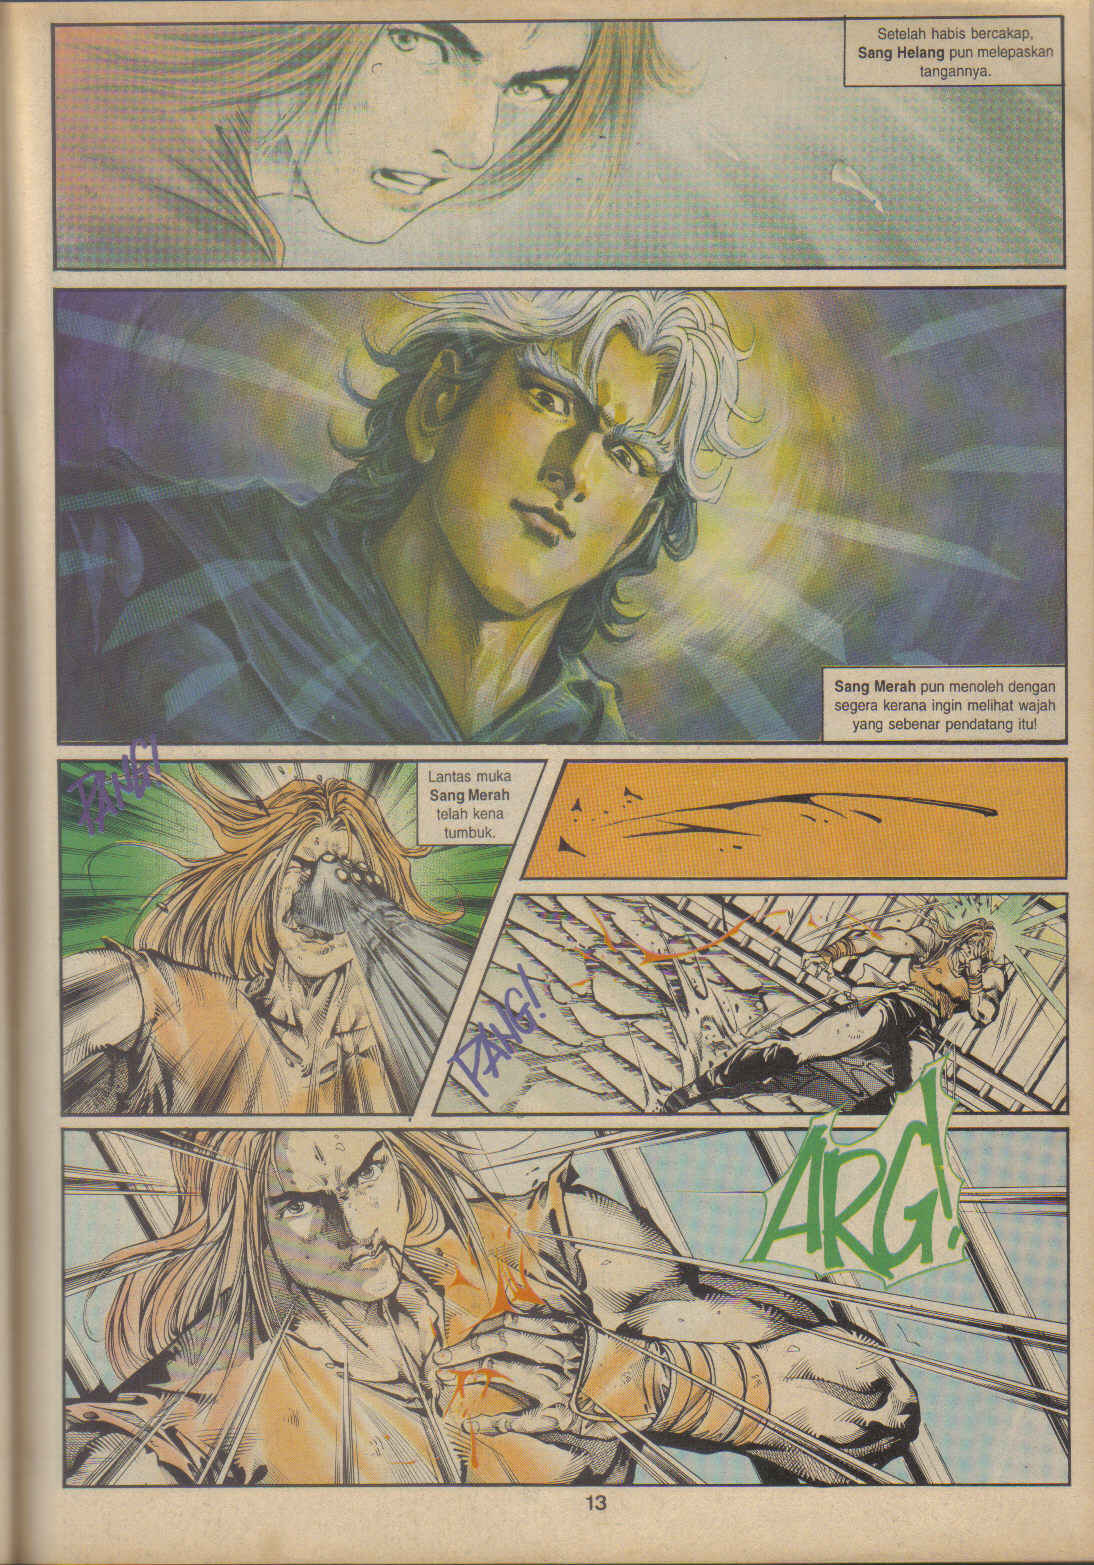 Setelah habis bercakap,
Sang Helang pun melepaskan
tangannya.
Sang Merah pun menoleh dengan
segera kerana ingin melihat wajah
yang sebenar pendatang itu!
PANG!
Lantas muka
Sang Merah
telah kena
tumbuk.
PANG!
ARG!
13